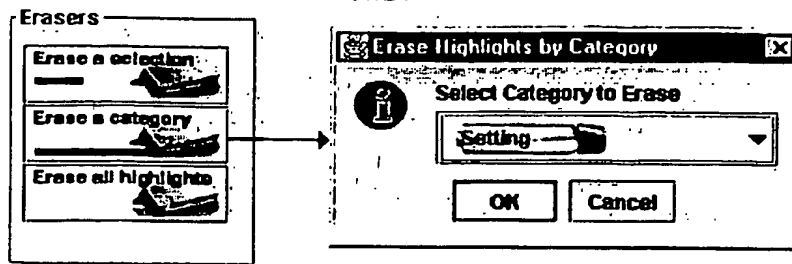 Erasers
Erase a selection
Erase a category
Erase all highlights
Erase Highlights by Category
Select Category to Erase
Setting
OK
Cancel